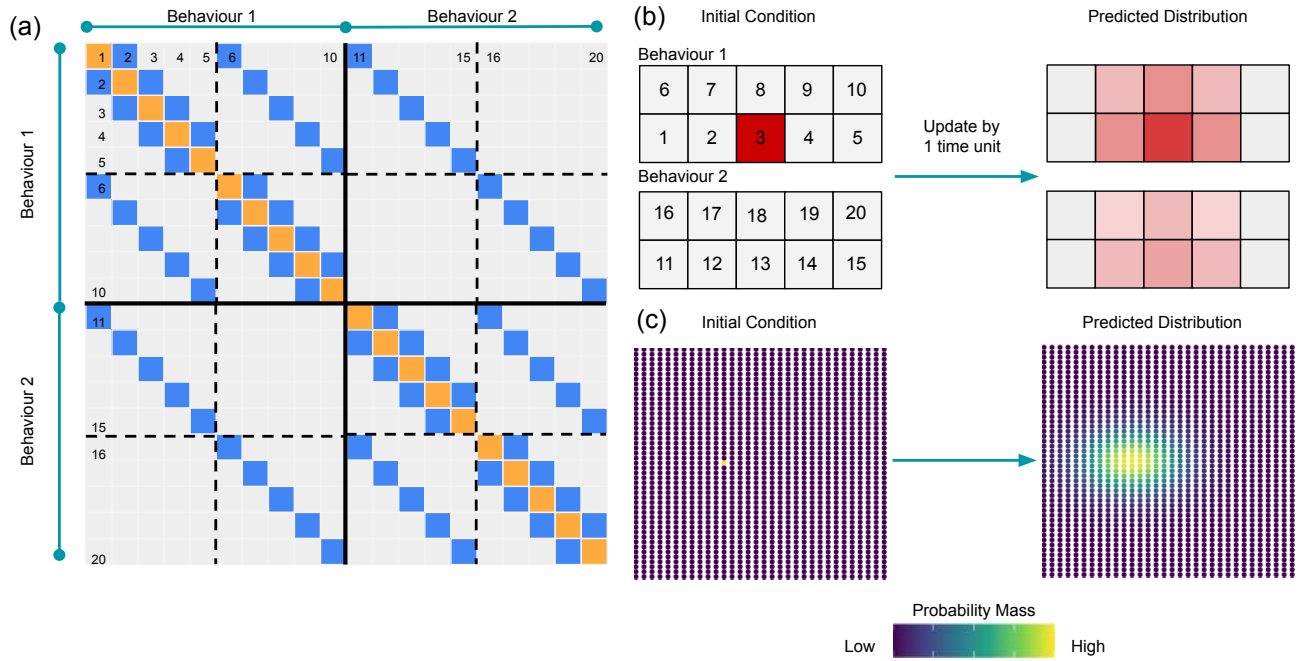 (a)
Behaviour 1
Behaviour 2
1 2 3 4 5 6 10 11 15 16 20
2
3
4
5
6
10
11
15
16
20
Behaviour 1
Behaviour 2
(b)
Initial Condition
Predicted Distribution
Behaviour 1
6 7 8 9 10
1 2 3 4 5
Update by
1 time unit
Behaviour 2
16 17 18 19 20
11 12 13 14 15
(c)
Initial Condition
Predicted Distribution
Probability Mass
Low
High